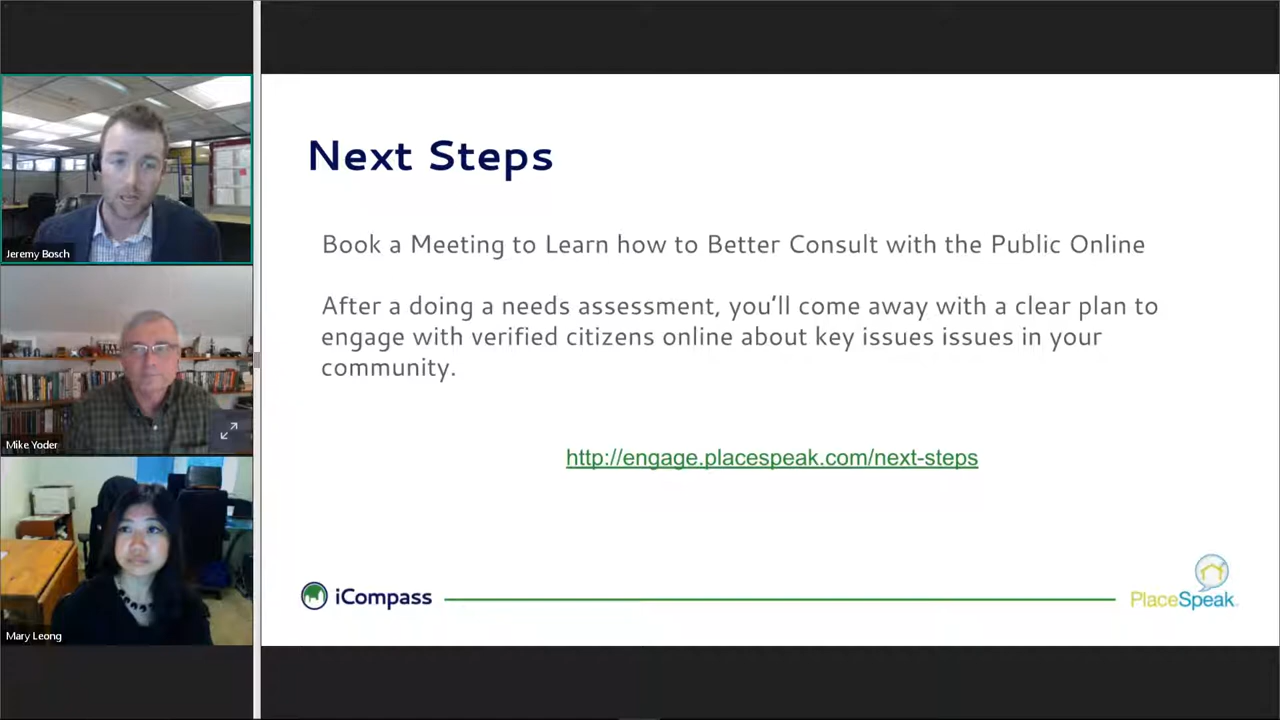 Jeremy Bosch
Mike Yoder
Mary Leong
Next Steps
Book a Meeting to Learn how to Better Consult with the Public Online
After a doing a needs assessment, you'll come away with a clear plan to
engage with verified citizens online about key issues issues in your
community.
http://engage.placespeak.com/next-steps
iCompass
PlaceSpeak